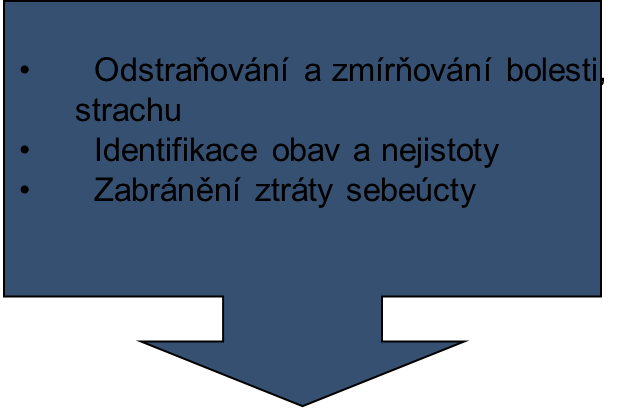 • Odstraňování a zmírňování bolesti,
strachu
• Identifikace obav a nejistoty
• Zabránění ztráty sebeúcty